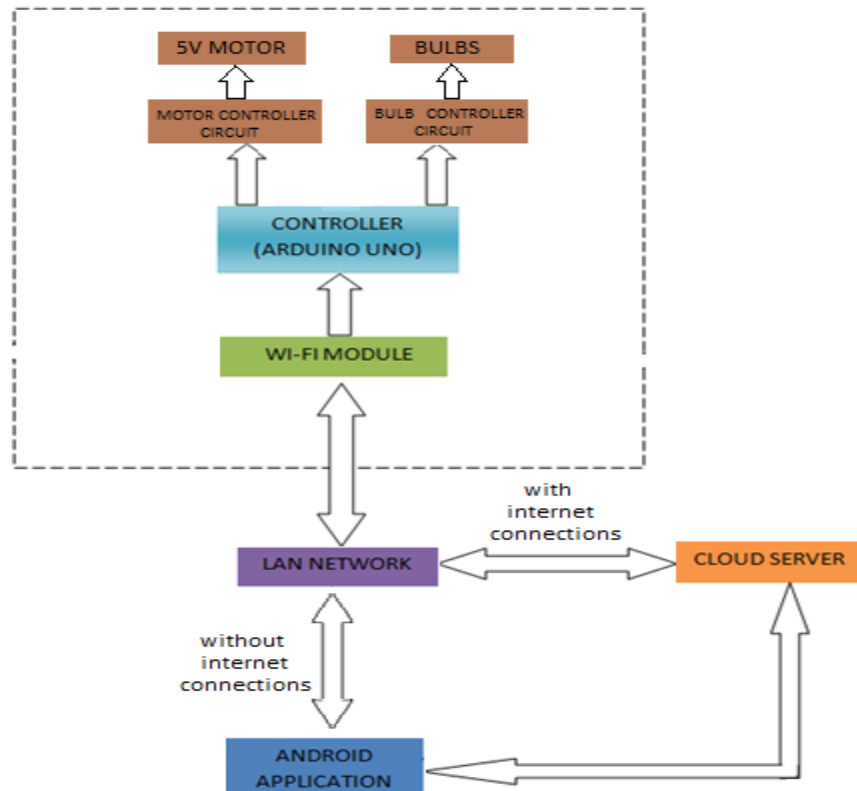 5V MOTOR
BULBS
MOTOR CONTROLLER
CIRCUIT
BULB CONTROLLER
CIRCUIT
CONTROLLER
(ARDUINO UNO)
WI-FI MODULE
with
internet
connections
LAN NETWORK
CLOUD SERVER
without
internet
connections
ANDROID
APPLICATION